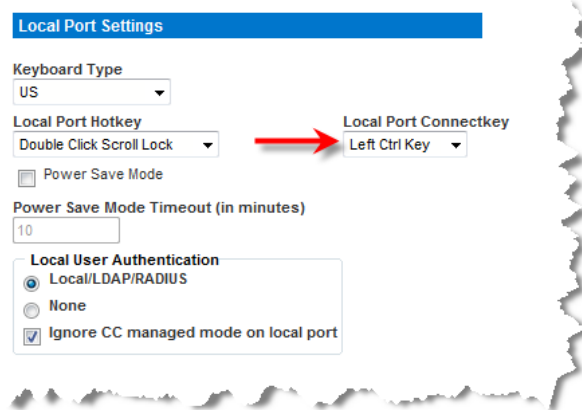 Local Port Settings
Keyboard Type
US
Local Port Hotkey
Local Port Connectkey
Double Click Scroll Lock
Left Ctrl Key
Power Save Mode
Power Save Mode Timeout (in minutes)
10
Local User Authentication
Local/LDAP/RADIUS
None
Ignore CC managed mode on local port